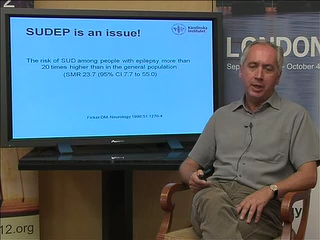 SUDEP is an issue!
Karolinska
Institutet
The risk of SUD among people with epilepsy more than
20 times higher than in the general population
(SMR 23.7 (95% CI 7.7 to 55.0)
Ficker DM. Neurology 1998:51:1270-4
LONDON
October 4
12.org